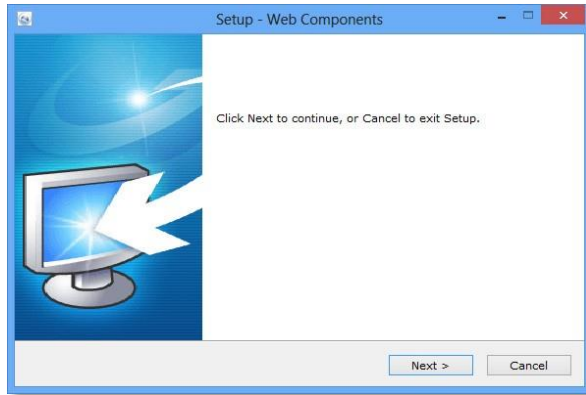 Setup - Web Components
Click Next to continue, or Cancel to exit Setup.
Next >
Cancel